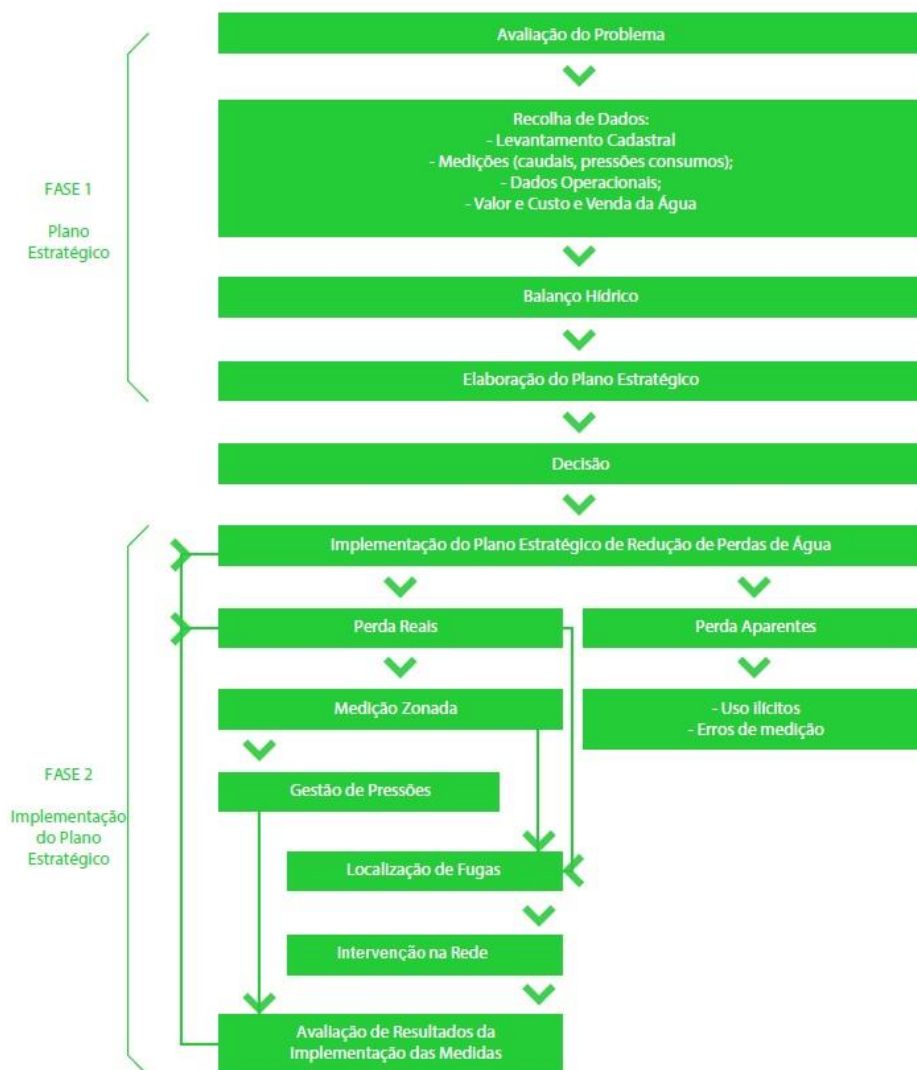 Avaliação do Problema
Recolha de Dados:
- Levantamento Cadastral
- Medições (caudais, pressões consumos);
- Dados Operacionais;
- Valor e Custo e Venda da Água
FASE 1
Plano
Estratégico
Balanço Hídrico
Elaboração do Plano Estratégico
Decisão
Implementação do Plano Estratégico de Redução de Perdas de Água
Perda Reais
Perda Aparentes
Medição Zonada
- Uso ilícitos
- Erros de medição
FASE 2
Implementação
do Plano
Estratégico
Gestão de Pressões
Localização de Fugas
Intervenção na Rede
Avaliação de Resultados da
Implementação das Medidas